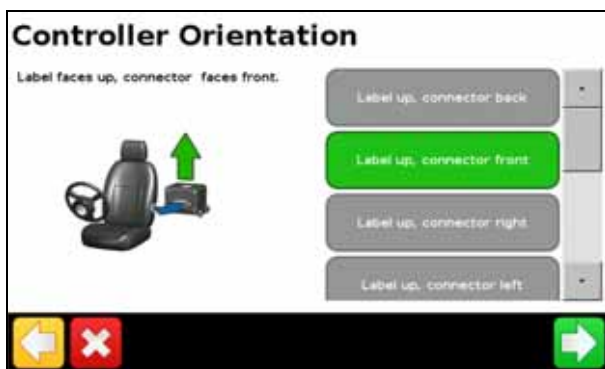 Controller Orientation
Label faces up, connector faces front.
Label up, connector back
Label up, connector front
Label up, connector right
Label up, connector left